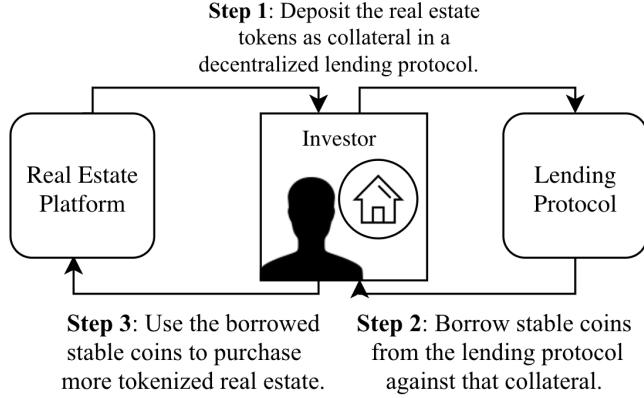 Step 1: Deposit the real estate
tokens as collateral in a
decentralized lending protocol.
Investor
Real Estate
Platform
Lending
Protocol
Step 3: Use the borrowed
stable coins to purchase
more tokenized real estate.
Step 2: Borrow stable coins
from the lending protocol
against that collateral.